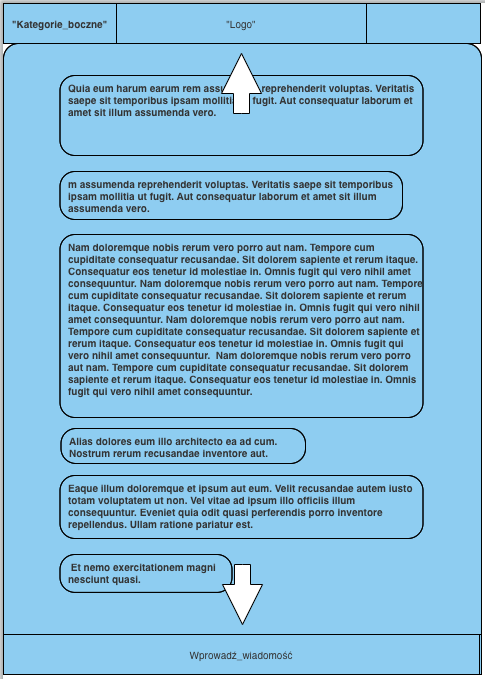 "Kategorie_boczne"
"Logo"
Quia eum harum earum rem reprehenderit voluptas. Veritatis
saepe sit temporibus ipsam fugit. Aut consequatur laborum et
amet sit illum assumenda vero.
m assumenda reprehenderit voluptas. Veritatis saepe sit temporibus
ipsam mollitia ut fugit. Aut consequatur laborum et amet sit illum
assumenda vero.
Nam doloremque nobis rerum vero porro aut nam. Tempore cum
cupiditate consequatur recusandae. Sit dolorem sapiente et rerum itaque.
Consequatur eos tenetur id molestiae in. Omnis fugit qui vero nihil amet
consequuntur. Nam doloremque nobis rerum vero porro aut nam. Tempore
cum cupiditate consequatur recusandae. Sit dolorem sapiente et rerum
itaque. Consequatur eos tenetur id molestiae in. Omnis fugit qui vero nihil
amet consequuntur. Nam doloremque nobis rerum vero porro aut nam.
Tempore cum cupiditate consequatur recusandae. Sit dolorem sapiente et
rerum itaque. Consequatur eos tenetur id molestiae in. Omnis fugit qui
vero nihil amet consequuntur.  Nam doloremque nobis rerum vero porro
aut nam. Tempore cum cupiditate consequatur recusandae. Sit dolorem
sapiente et rerum itaque. Consequatur eos tenetur id molestiae in. Omnis
fugit qui vero nihil amet consequuntur.
Alias dolores eum illo architecto ea ad cum.
Nostrum rerum recusandae inventore aut.
Eaque illum doloremque et ipsum aut eum. Velit recusandae autem iusto
totam voluptatem ut non. Vel vitae ad ipsum illo officiis illum
consequuntur. Eveniet quia odit quasi perferendis porro inventore
repellendus. Ullam ratione pariatur est.
Et nemo exercitationem magni
nesciunt quasi.
Wprowadź_wiadomość